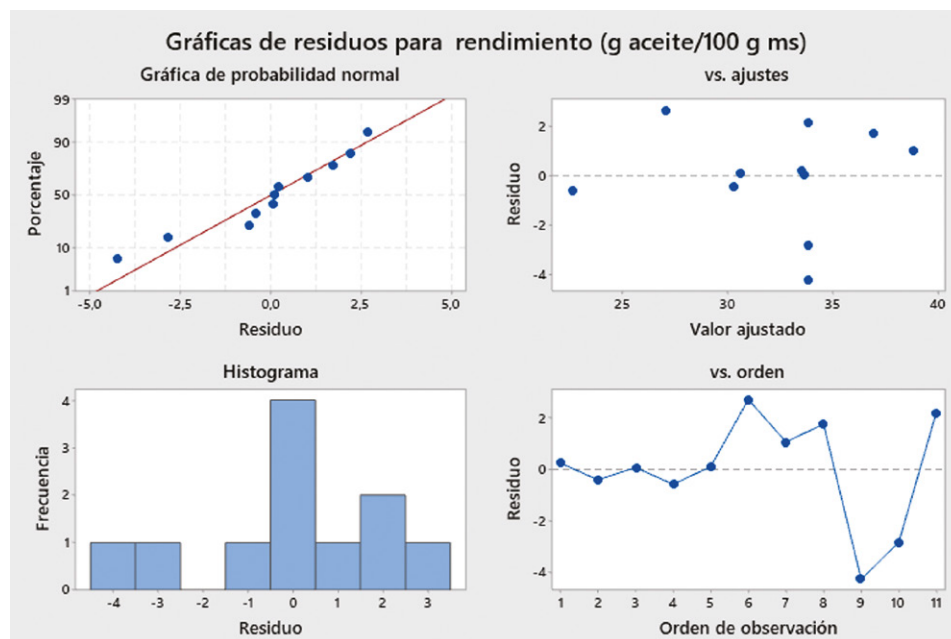 Gráficas de residuos para rendimiento (g aceite/100 g ms)
Gráfica de probabilidad normal
Porcentaje
99
90
50
10
1
-5,0 -2,5 0,0 2,5 5,0
Residuo
vs. ajustes
Residuo
2
0
-2
-4
25 30 35 40
Valor ajustado
Histograma
Frecuencia
4
3
2
1
0
-4 -3 -2 -1 0 1 2 3
Residuo
vs. orden
Residuo
2
0
-2
-4
1 2 3 4 5 6 7 8 9 10 11
Orden de observación